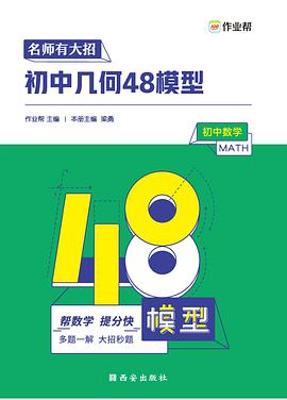 作业帮
名师有大招
初中几何48模型
作业帮 主编 | 本册主编 梁勇
初中数学
MATH
48
帮数学 提分快
多题一解 大招秒题
模型
西安出版社